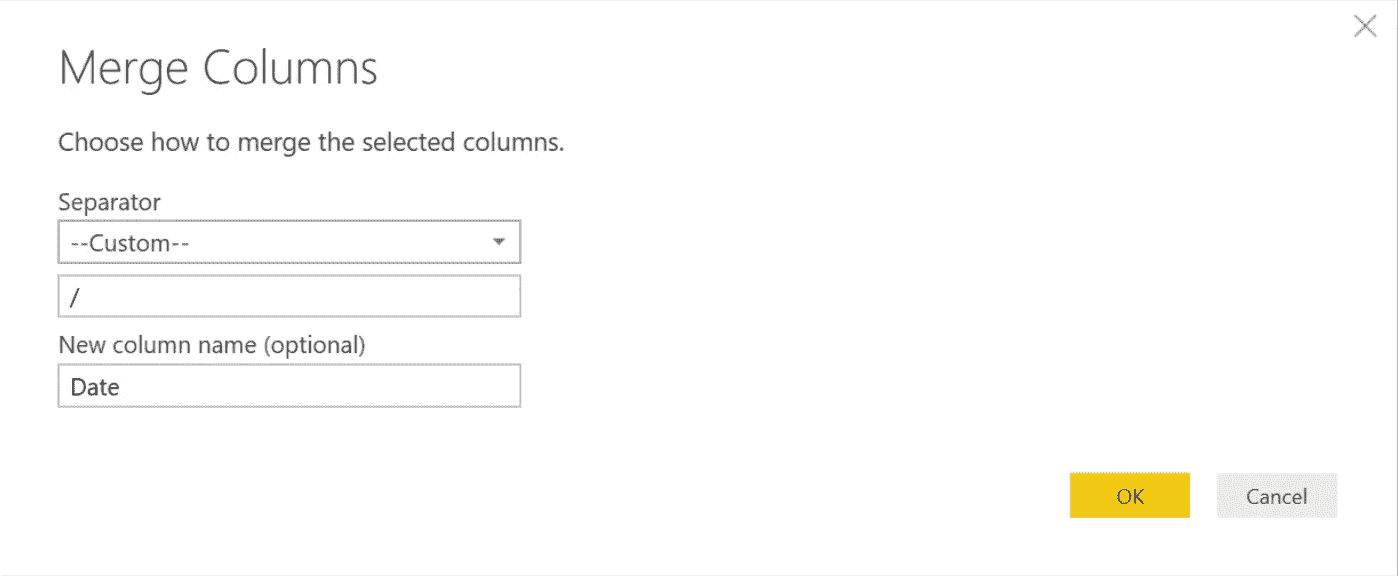 Merge Columns
Choose how to merge the selected columns.
Separator
--Custom--
/
New column name (optional)
Date
OK
Cancel